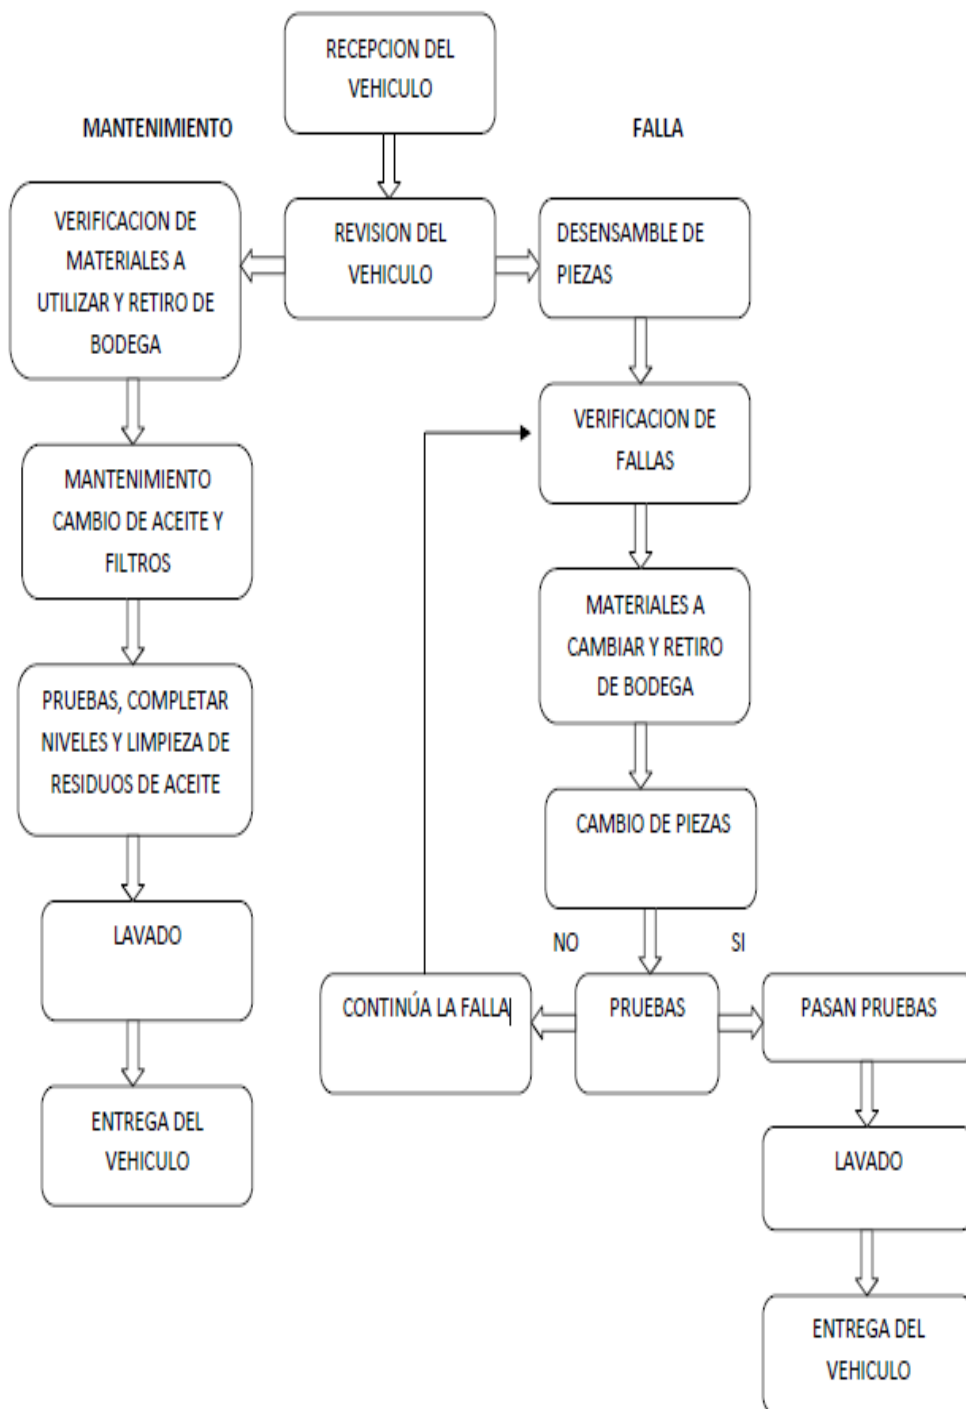 RECEPCION DEL
VEHICULO
MANTENIMIENTO
FALLA
VERIFICACION DE
MATERIALES A
UTILIZAR Y RETIRO DE
BODEGA
REVISION DEL
VEHICULO
DESENSAMBLE DE
PIEZAS
VERIFICACION DE
FALLAS
MANTENIMIENTO
CAMBIO DE ACEITE Y
FILTROS
MATERIALES A
CAMBIAR Y RETIRO
DE BODEGA
PRUEBAS, COMPLETAR
NIVELES Y LIMPIEZA DE
RESIDUOS DE ACEITE
CAMBIO DE PIEZAS
LAVADO
NO
SI
CONTINÚA LA FALLA
PRUEBAS
PASAN PRUEBAS
ENTREGA DEL
VEHICULO
LAVADO
ENTREGA DEL
VEHICULO